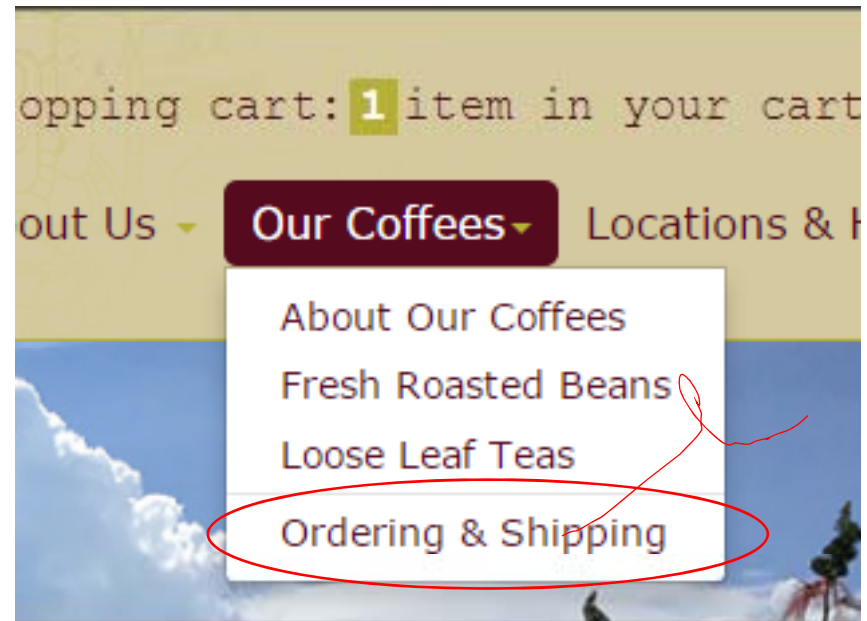 opping cart: 1 item in your cart
out Us Our Coffees Locations & H
About Our Coffees
Fresh Roasted Beans
Loose Leaf Teas
Ordering & Shipping